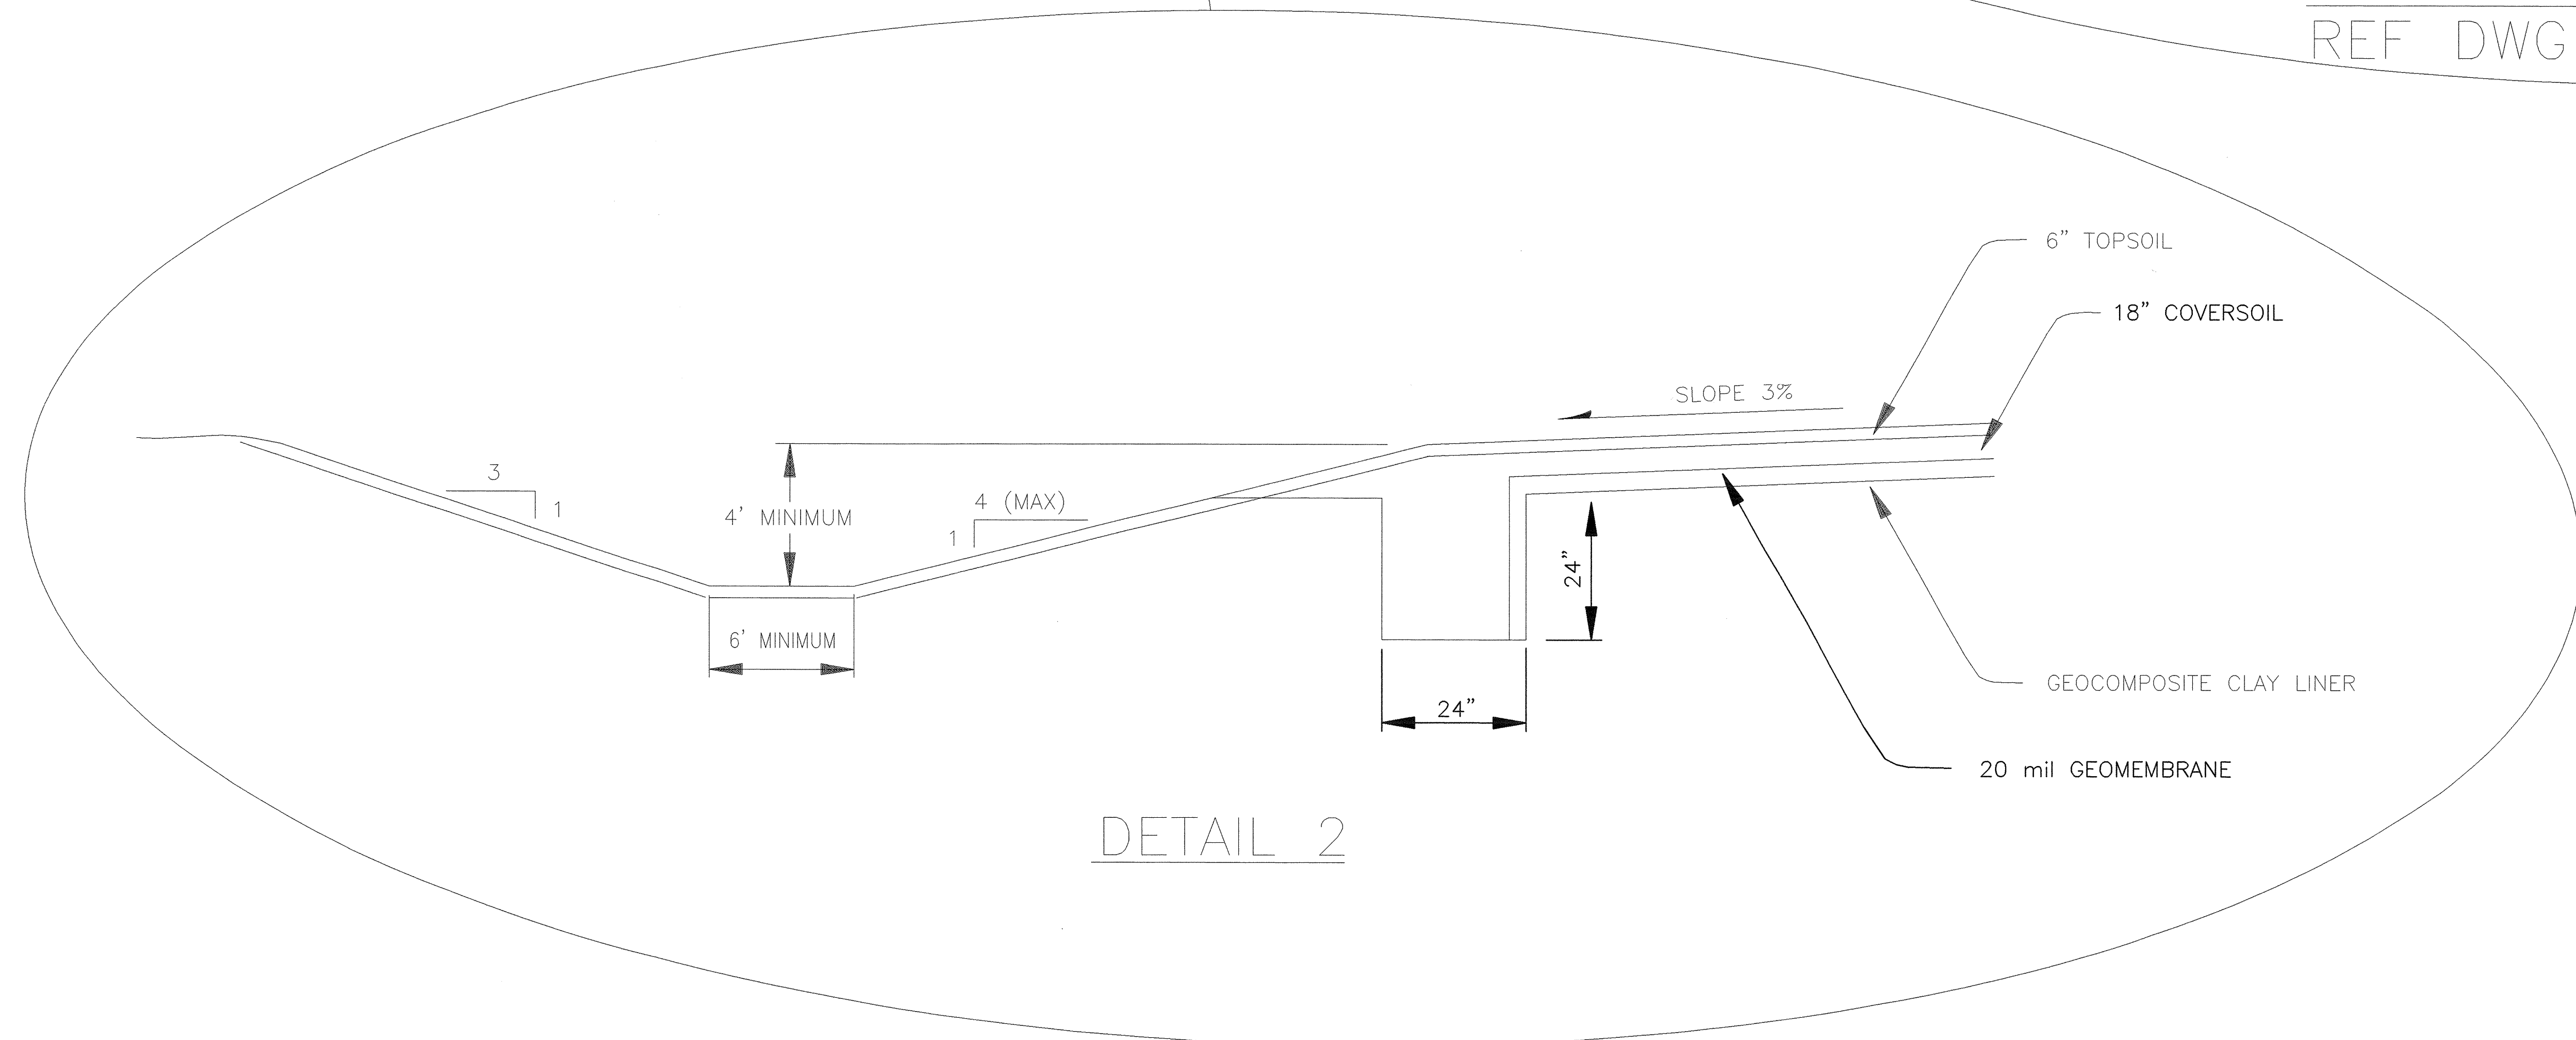 REF DWG
6” TOPSOIL
18” COVERSOIL
SLOPE 3%
3
1
4’ MINIMUM
4 (MAX)
1
24”
6’ MINIMUM
24”
GEOCOMPOSITE CLAY LINER
20 mil GEOMEMBRANE
DETAIL 2